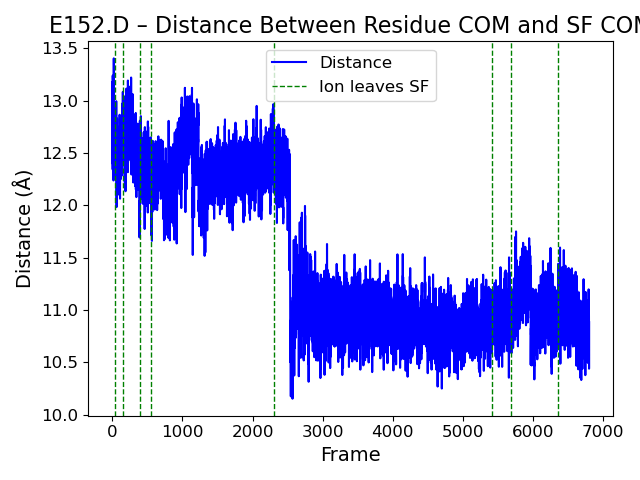 E152.D – Distance Between Residue COM and SF COM
Distance
Ion leaves SF
Distance (Å)
13.5
13.0
12.5
12.0
11.5
11.0
10.5
10.0
0 1000 2000 3000 4000 5000 6000 7000
Frame